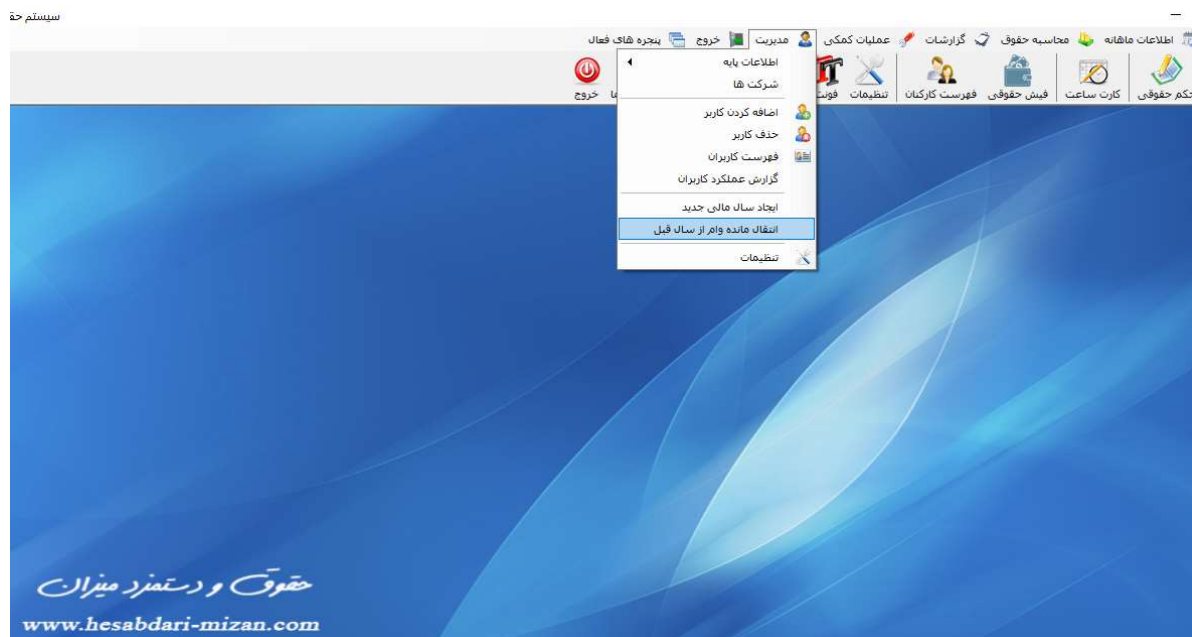 سیستم حق
اطلاعات ماهانه محاسبه حقوق گزارشات عملیات کمکی مدیریت خروج پنجره های فعال
حکم حقوقی کارت ساعت فیش حقوقی فهرست کارکنان تنظیمات فونت خروج
اطلاعات پایه
شرکت ها
اضافه کردن کاربر
حذف کاربر
فهرست کاربران
گزارش عملکرد کاربران
ایجاد سال مالی جدید
انتقال مانده وام از سال قبل
تنظیمات
حقوق و دستمزد میزان
www.hesabdari-mizan.com